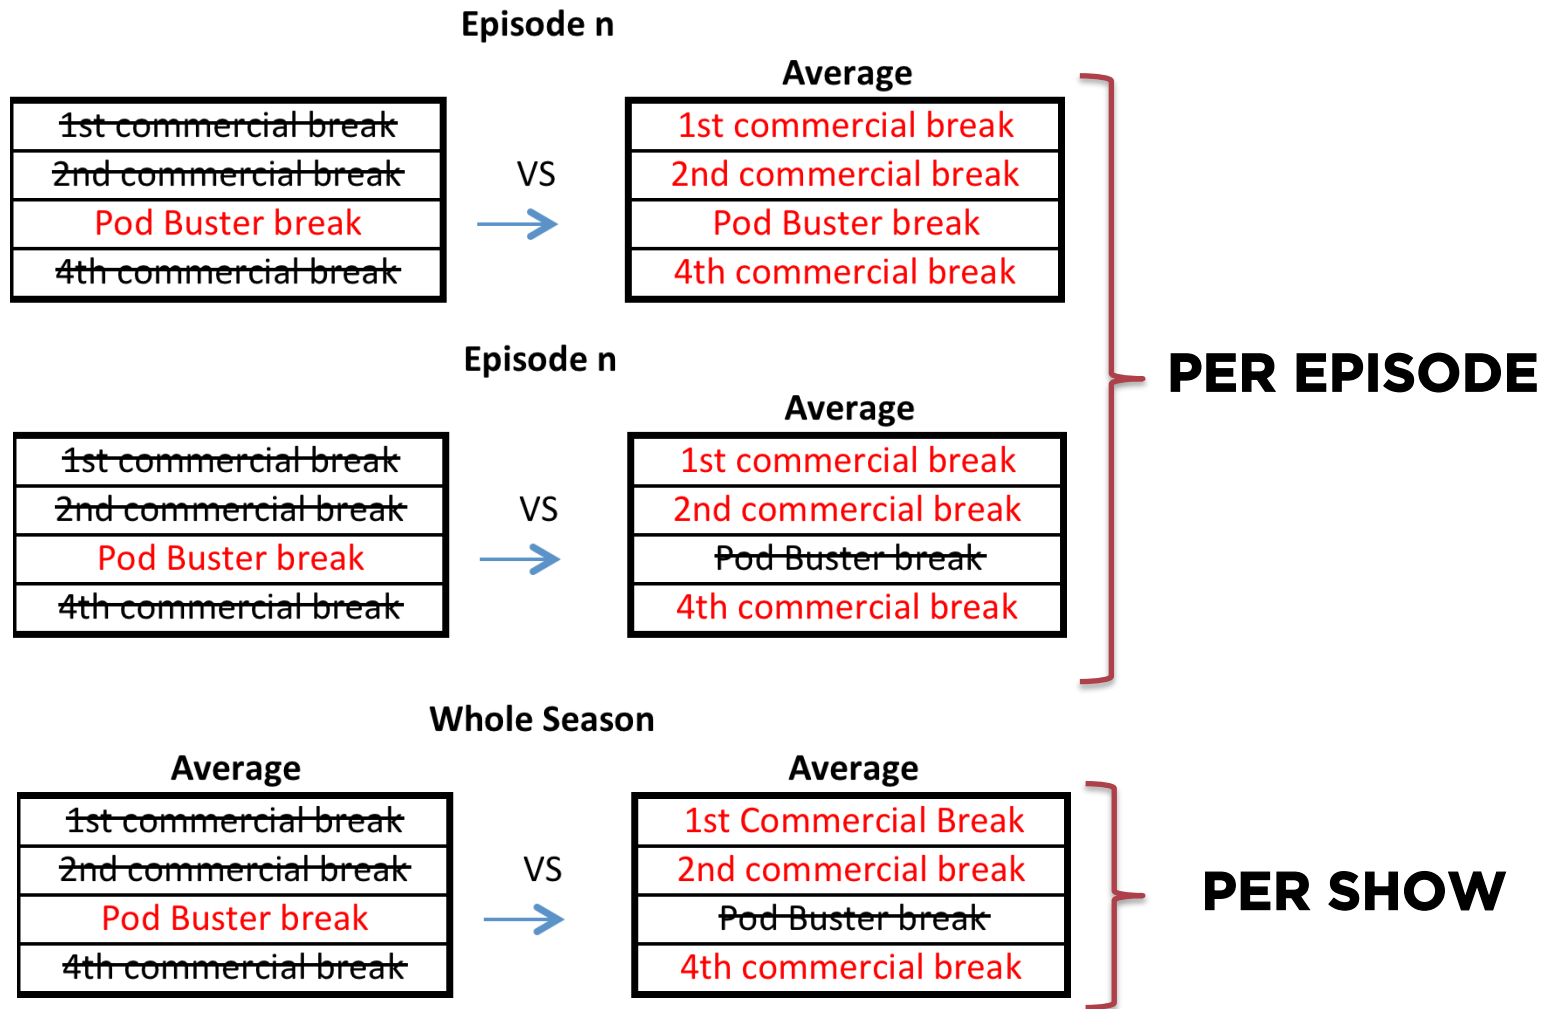 Episode n
Average
1st commercial break
1st commercial break
2nd commercial break
VS
2nd commercial break
Pod Buster break
Pod Buster break
4th commercial break
4th commercial break
Episode n
PER EPISODE
Average
1st commercial break
1st commercial break
2nd commercial break
VS
2nd commercial break
Pod Buster break
Pod Buster break
4th commercial break
4th commercial break
Whole Season
Average
Average
1st commercial break
1st Commercial Break
2nd commercial break
VS
2nd commercial break
PER SHOW
Pod Buster break
Pod Buster break
4th commercial break
4th commercial break